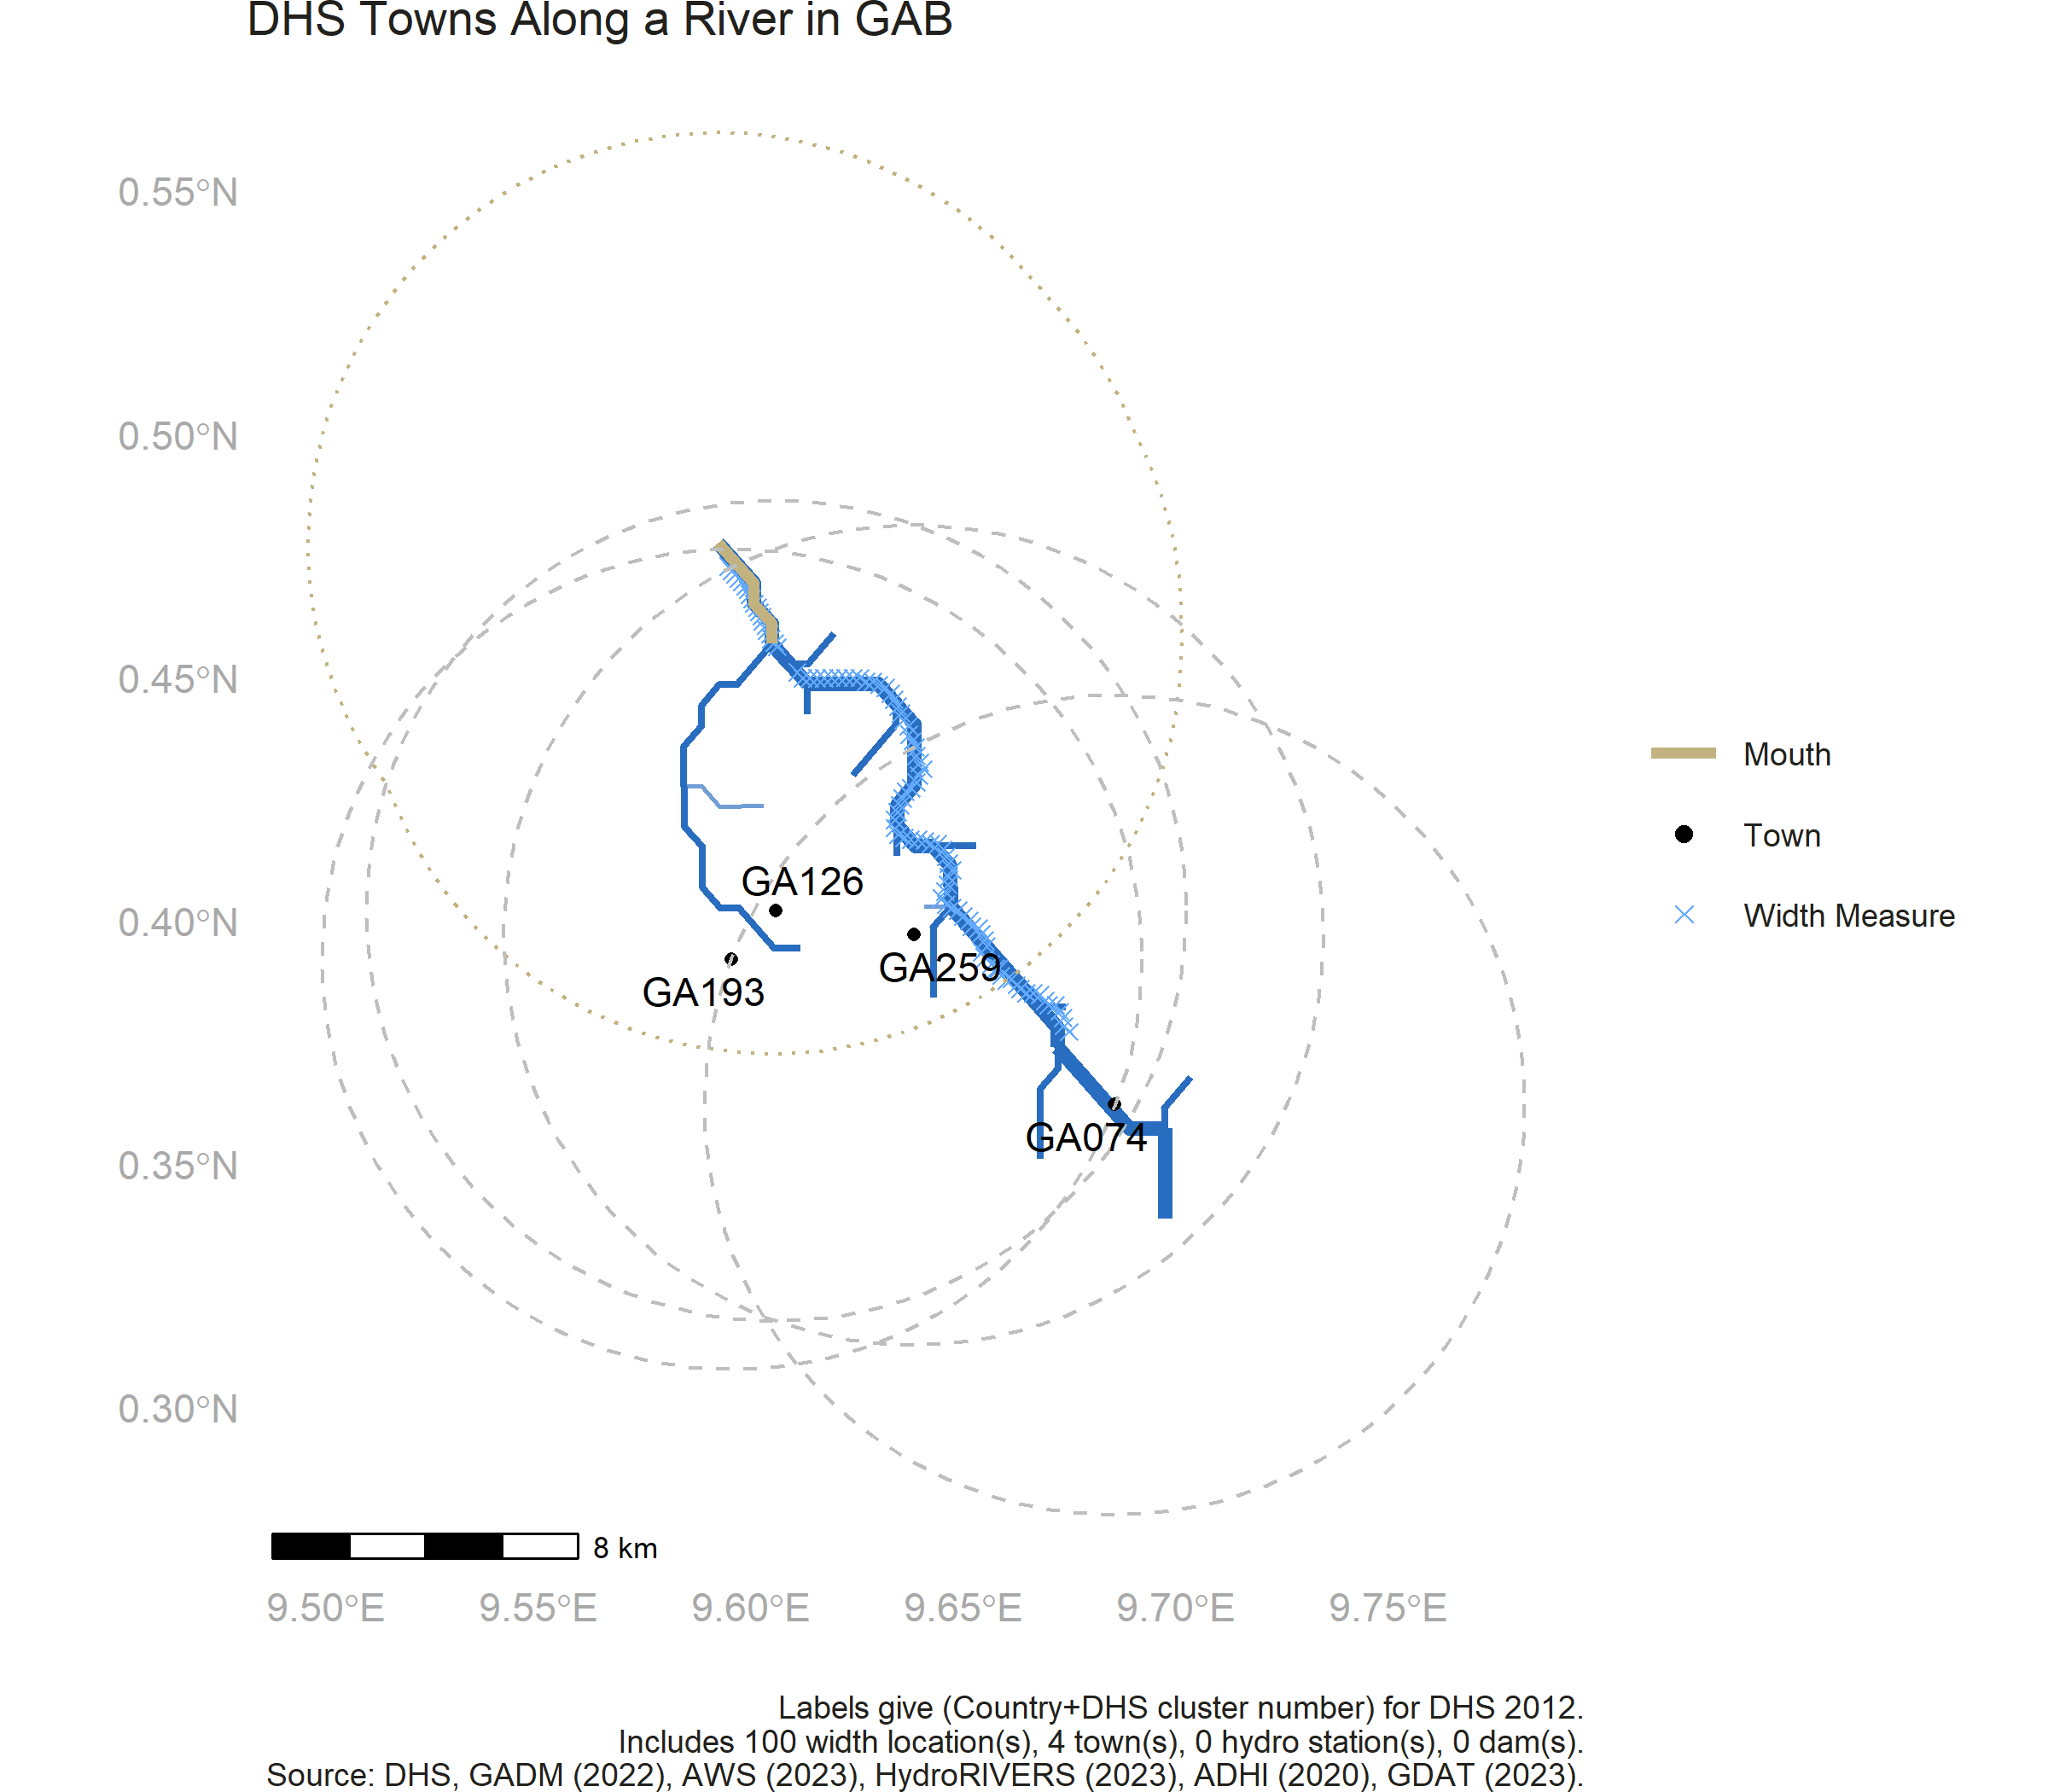 DHS Towns Along a River in GAB
0.55°N
0.50°N
0.45°N
0.40°N
0.35°N
0.30°N
GA126
GA259
GA193
GA074
Mouth
Town
Width Measure
8 km
9.50°E 9.55°E 9.60°E 9.65°E 9.70°E 9.75°E
Labels give (Country+DHS cluster number) for DHS 2012.
Includes 100 width location(s), 4 town(s), 0 hydro station(s), 0 dam(s).
Source: DHS, GADM (2022), AWS (2023), HydroRIVERS (2023), ADHI (2020), GDAT (2023).